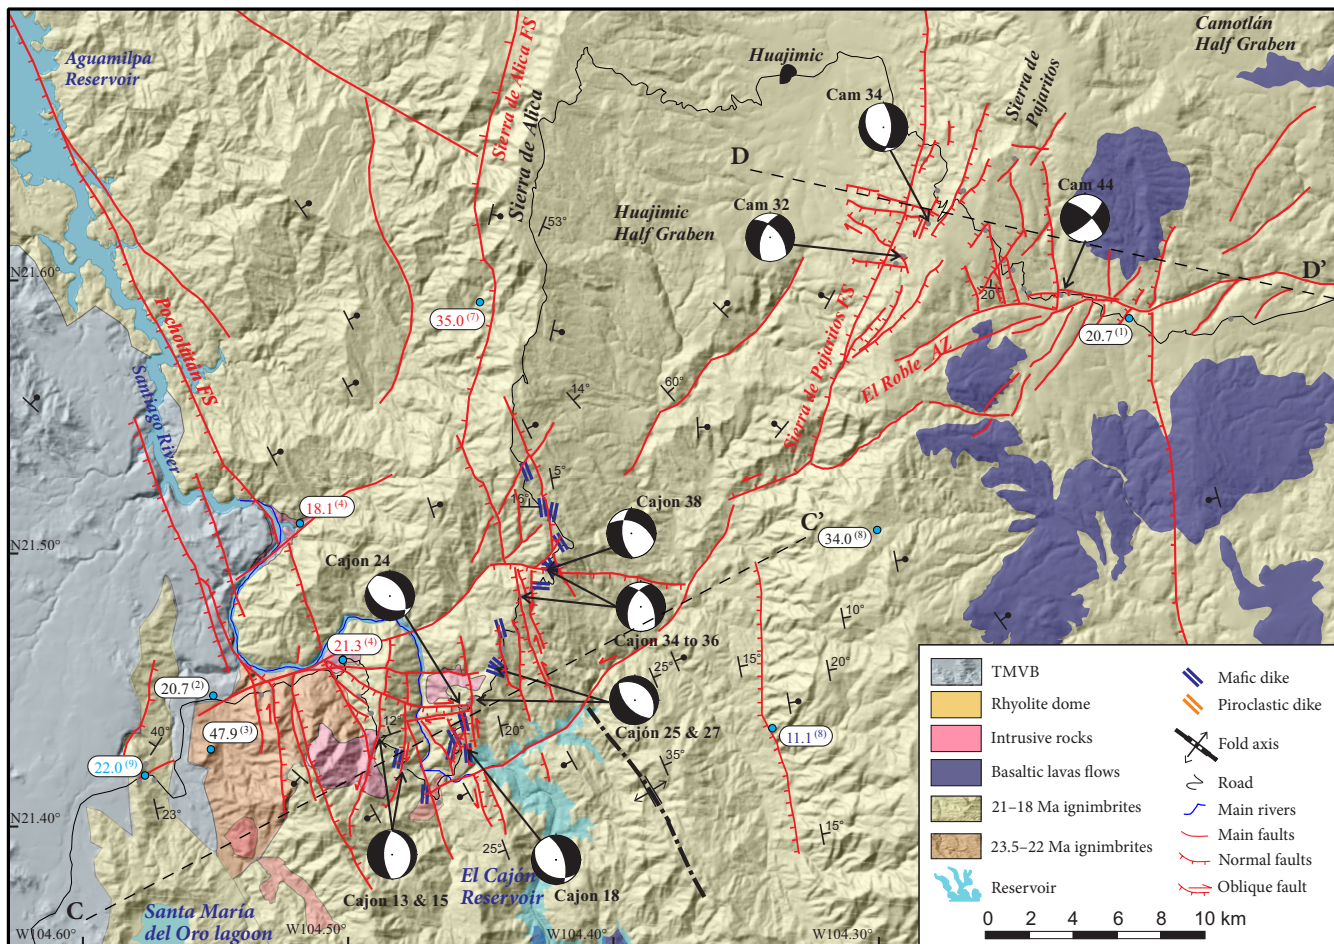 Aguamilpa
Reservoir
Sierra de Alica FS
Sierra de Alica
Huajimic
Camotlán
Half Graben
Cam 34
Sierra de
Pajaritos
D
Cam 44
Cam 32
Huajimic
Half Graben
53°
N21.60°
D'
20°
35.0 (7)
20.7 (1)
Pochotitán FS
Santiago River
Sierra de Pajaritos FS
El Roble AZ
14°
60°
5°
16°
Cajon 38
C'
18.1 (4)
34.0 (8)
N21.50°
Cajon 24
Cajon 34 to 36
10°
21.3 (4)
25°
15°
20°
20.7 (2)
47.9 (3)
12°
20°
Cajón 25 & 27
11.1 (8)
40°
22.0 (9)
35°
23°
15°
N21.40°
25°
El Cajón
Reservoir
Cajon 13 & 15
Cajon 18
C
Santa María
del Oro lagoon
W104.60°
W104.50°
W104.40°
W104.30°
TMVB
Rhyolite dome
Intrusive rocks
Basaltic lavas flows
21–18 Ma ignimbrites
23.5–22 Ma ignimbrites
Reservoir
Mafic dike
Piroclastic dike
Fold axis
Road
Main rivers
Main faults
Normal faults
Oblique fault
0 2 4 6 8 10 km